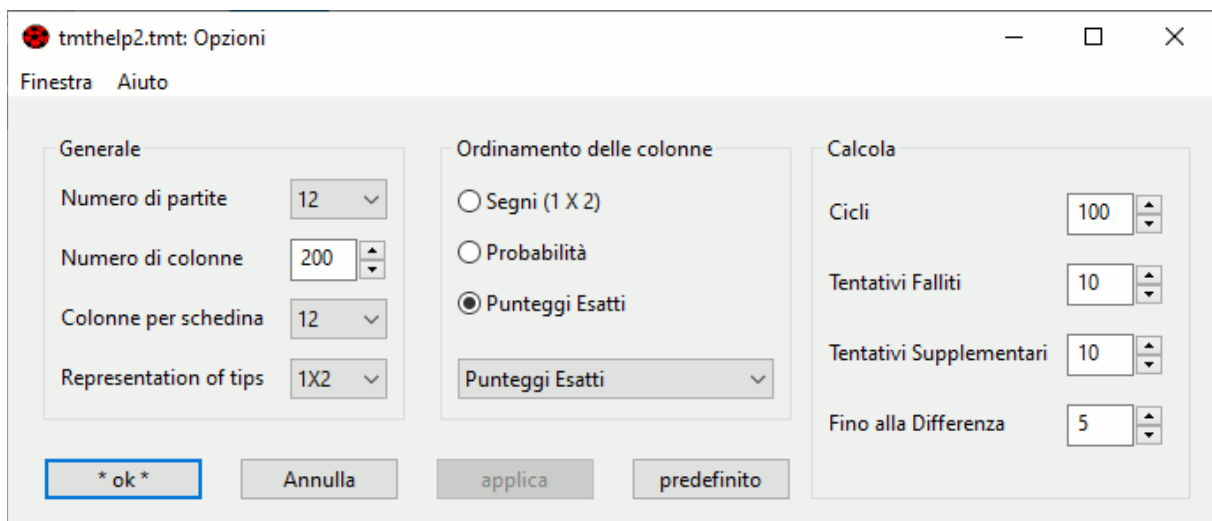 tmthelp2.tmt: Opzioni
Finestra Aiuto
Generale
Numero di partite 12
Numero di colonne 200
Colonne per schedina 12
Representation of tips 1X2
Ordinamento delle colonne
Segni (1 X 2)
Probabilità
Punteggi Esatti
Punteggi Esatti
Calcola
Cicli 100
Tentativi Falliti 10
Tentativi Supplementari 10
Fino alla Differenza 5
* ok * Annulla applica predefinito